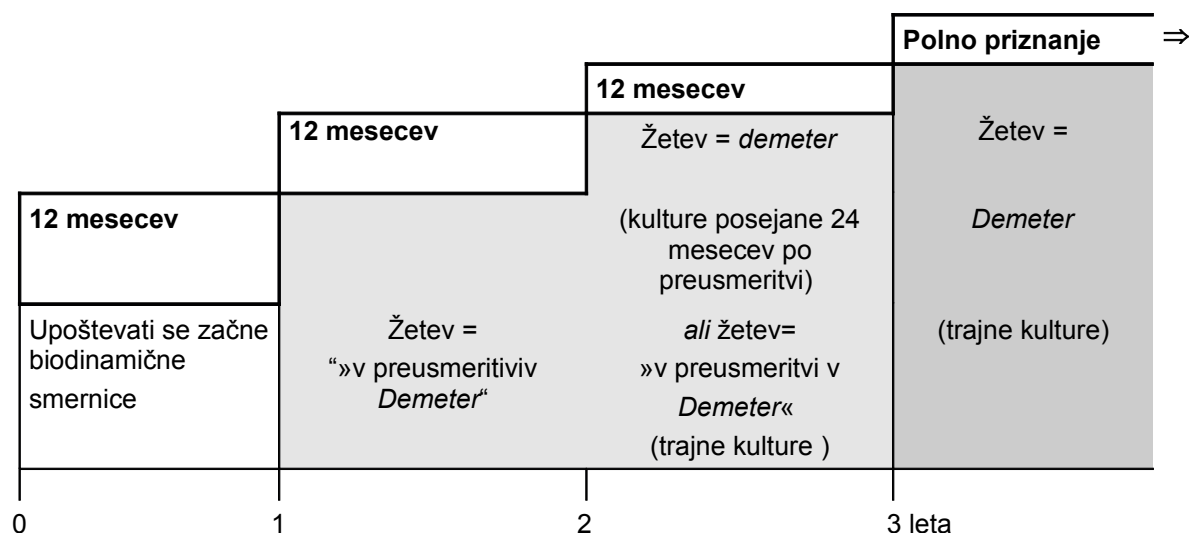 Polno priznanje ⇒
12 mesecev
12 mesecev
Žetev = demeter
Žetev =
12 mesecev
(kulture posejane 24
mesecev po
preusmeritvi)
Demeter
Upoštevati se začne
biodinamične
smernice
Žetev =
“»v preusmeritiviv
Demeter“
ali žetev=
»v preusmeritvi v
Demeter«
(trajne kulture )
(trajne kulture)
0 1 2 3 leta